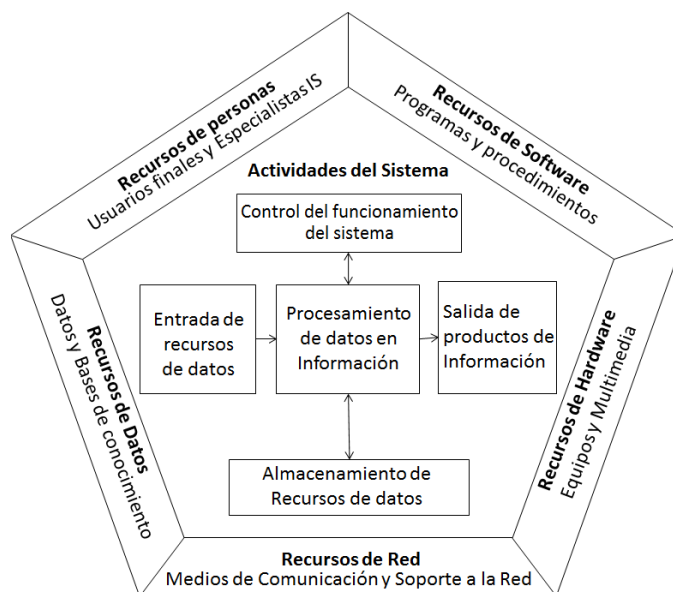 Recursos de personas
Usuarios finales y Especialistas IS
Recursos de Software
Programas y procedimientos
Actividades del Sistema
Control del funcionamiento
del sistema
Entrada de
recursos
de datos
Procesamiento
de datos en
Información
Salida de
productos de
Información
Almacenamiento de
Recursos de datos
Recursos de Datos
Datos y Bases de conocimiento
Recursos de Hardware
Equipos y Multimedia
Recursos de Red
Medios de Comunicación y Soporte a la Red